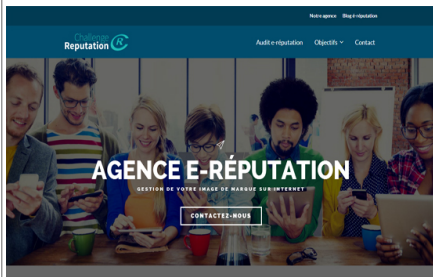 Notre agence Blog é-réputation
Challenge
Reputation
Audit e-réputation Objectifs Contact
AGENCE E-RÉPUTATION
GESTION DE VOTRE IMAGE DE MARQUE SUR INTERNET
CONTACTEZ-NOUS